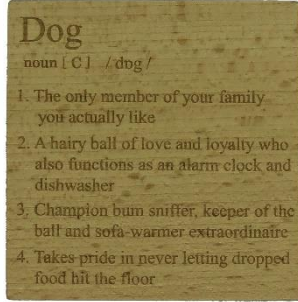 Dog
noun [ C ] / dɒg /
1. The only member of your family
you actually like
2. A hairy ball of love and loyalty who
also functions as an alarm clock and
dishwasher
3. Champion bum sniffer, keeper of the
ball and sofa-warmer extraordinaire
4. Takes pride in never letting dropped
food hit the floor